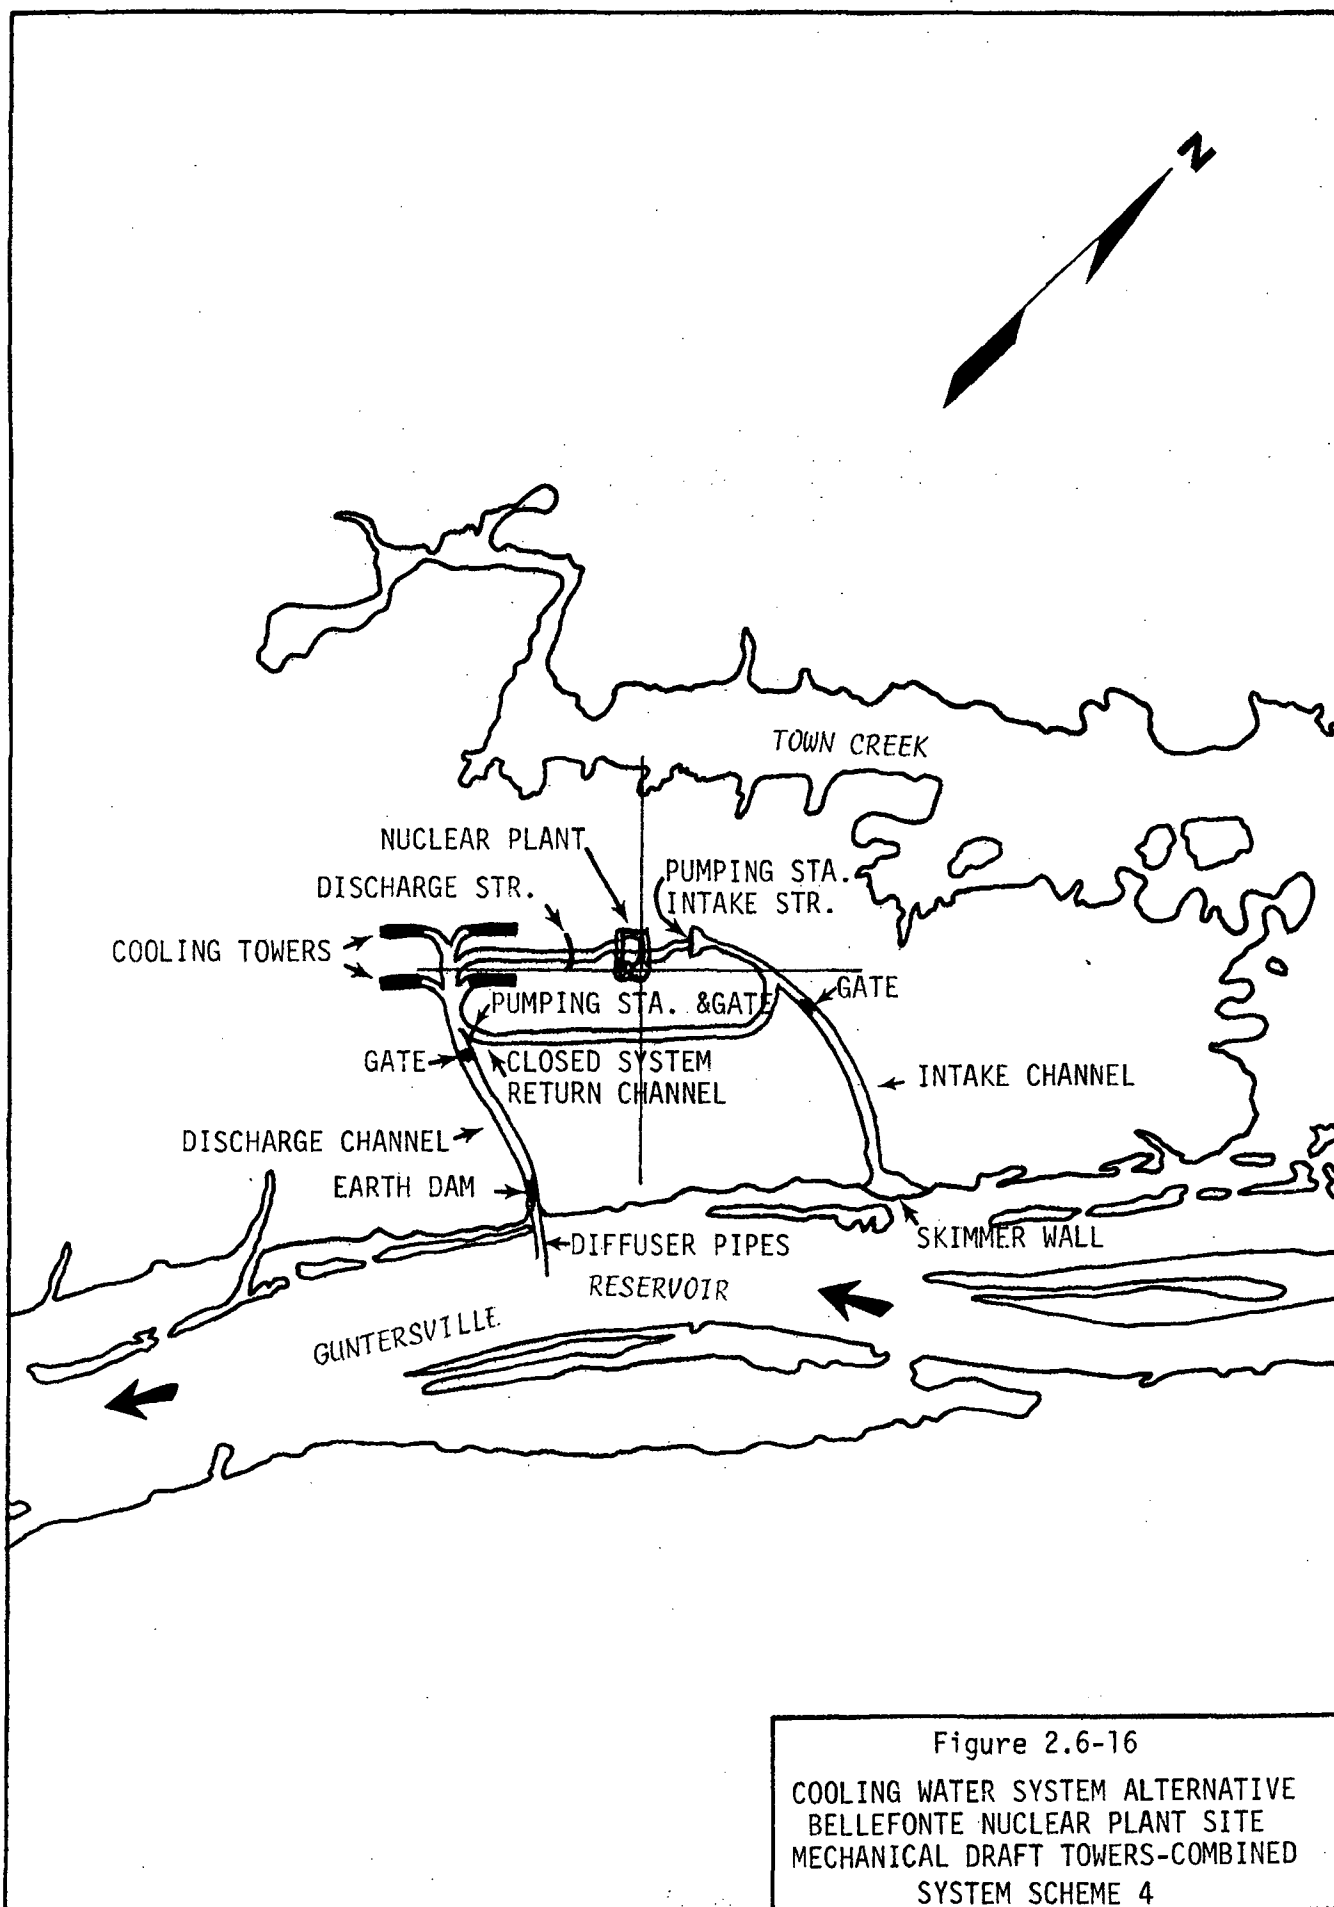 N
TOWN CREEK
NUCLEAR PLANT
DISCHARGE STR.
PUMPING STA.
INTAKE STR.
COOLING TOWERS
GATE
PUMPING STA. &GATE
GATE
CLOSED SYSTEM
RETURN CHANNEL
INTAKE CHANNEL
DISCHARGE CHANNEL
EARTH DAM
SKIMMER WALL
DIFFUSER PIPES
RESERVOIR
GUNTERSVILLE
Figure 2.6-16
COOLING WATER SYSTEM ALTERNATIVE
BELLEFONTE NUCLEAR PLANT SITE
MECHANICAL DRAFT TOWERS-COMBINED
SYSTEM SCHEME 4